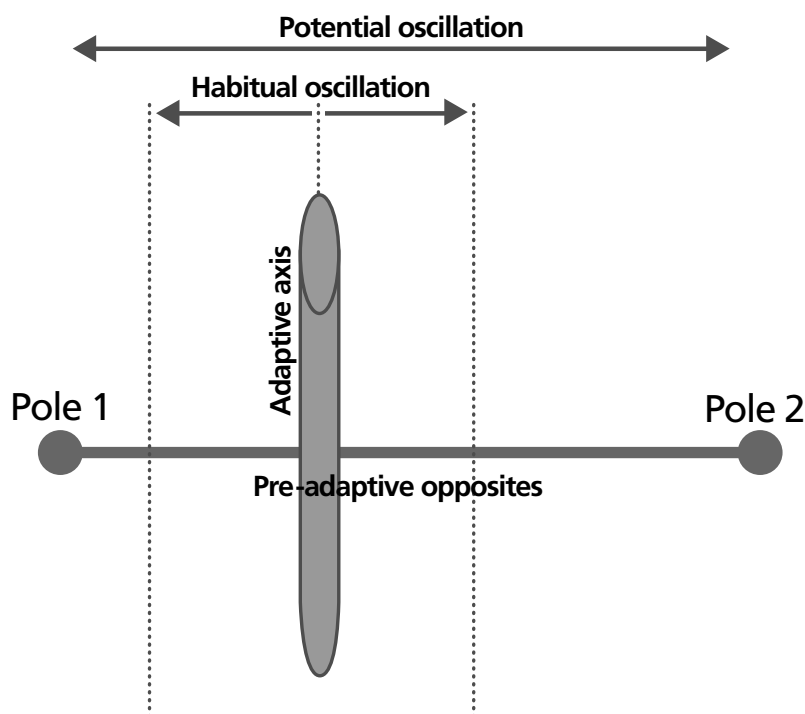 Potential oscillation
Habitual oscillation
Adaptive axis
Pole 1
Pole 2
Pre-adaptive opposites